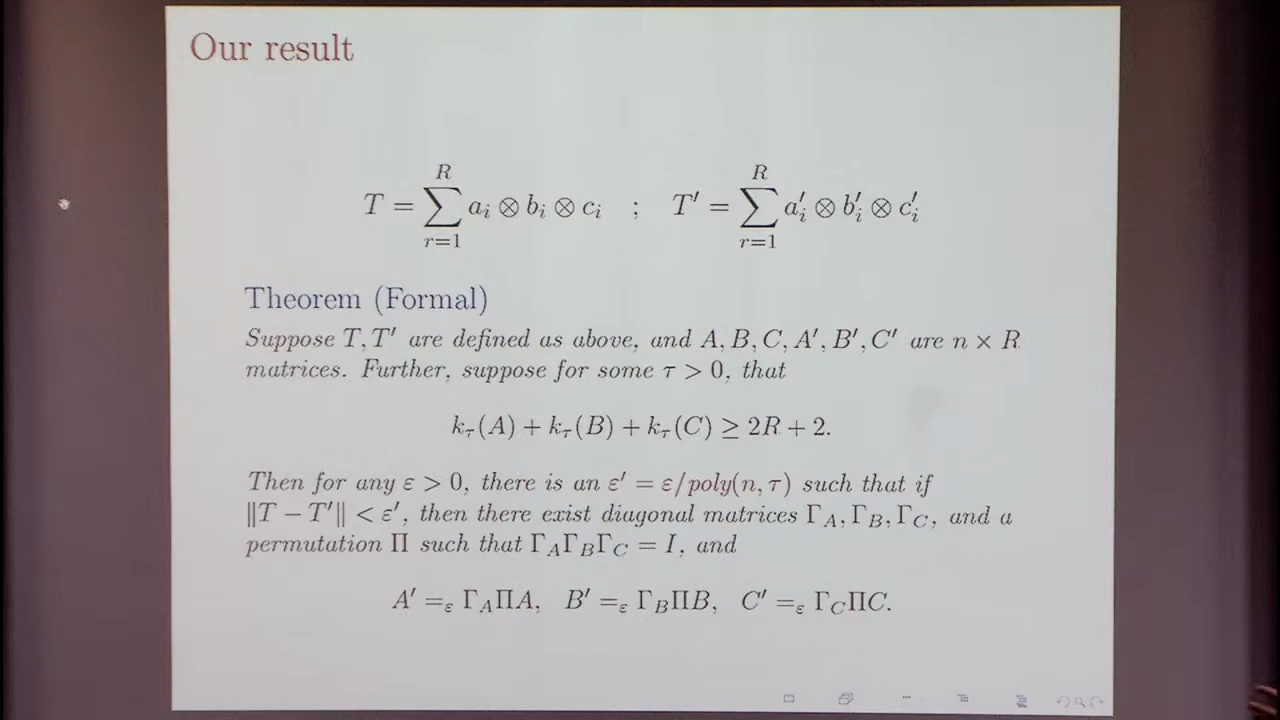 Our result
T = \sum_{r=1}^{R} a_i ⊗ b_i ⊗ c_i ; T′ = \sum_{r=1}^{R} a′_i ⊗ b′_i ⊗ c′_i
Theorem (Formal)
Suppose T, T′ are defined as above, and A, B, C, A′, B′, C′ are n × R
matrices. Further, suppose for some τ > 0, that
k_τ(A) + k_τ(B) + k_τ(C) ≥ 2R + 2.
Then for any ε > 0, there is an ε′ = ε/poly(n, τ) such that if
‖T − T′‖ < ε′, then there exist diagonal matrices Γ_A, Γ_B, Γ_C, and a
permutation Π such that Γ_AΓ_BΓ_C = I, and
A′ =_ε Γ_AΠA, B′ =_ε Γ_BΠB, C′ =_ε Γ_CΠC.